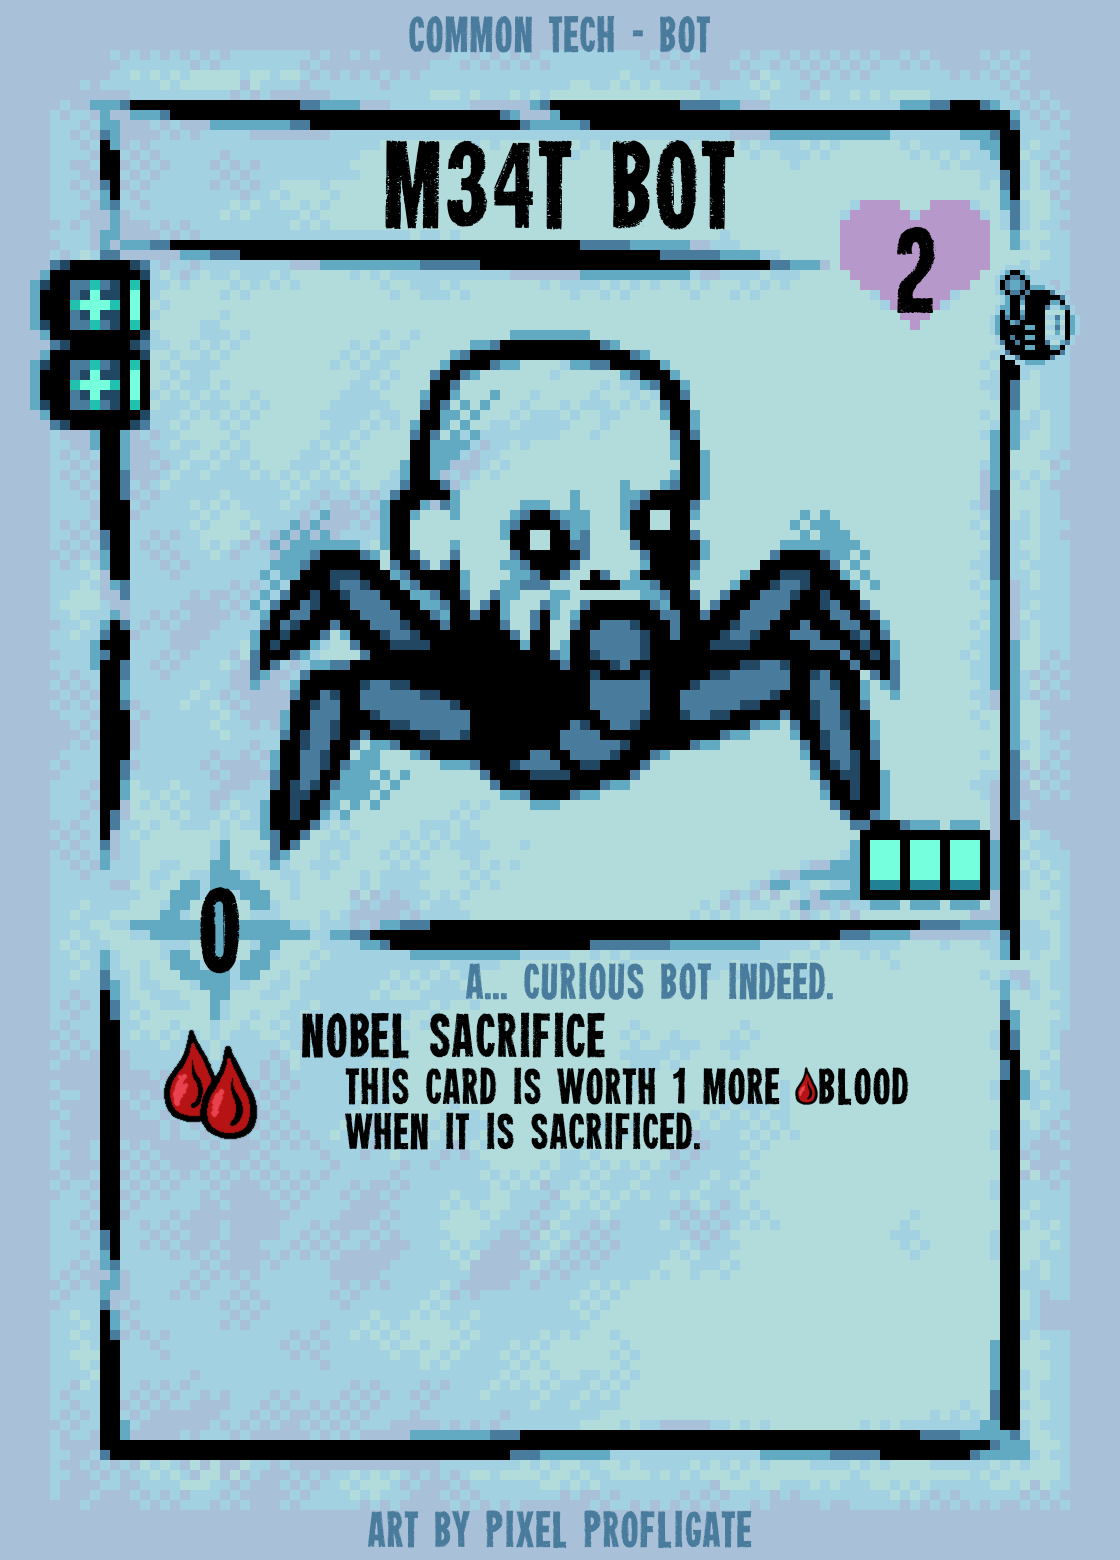 COMMON TECH - BOT
M34T BOT
2
0
A... CURIOUS BOT INDEED.
NOBEL SACRIFICE
THIS CARD IS WORTH 1 MORE BLOOD
WHEN IT IS SACRIFICED.
ART BY PIXEL PROFLIGATE